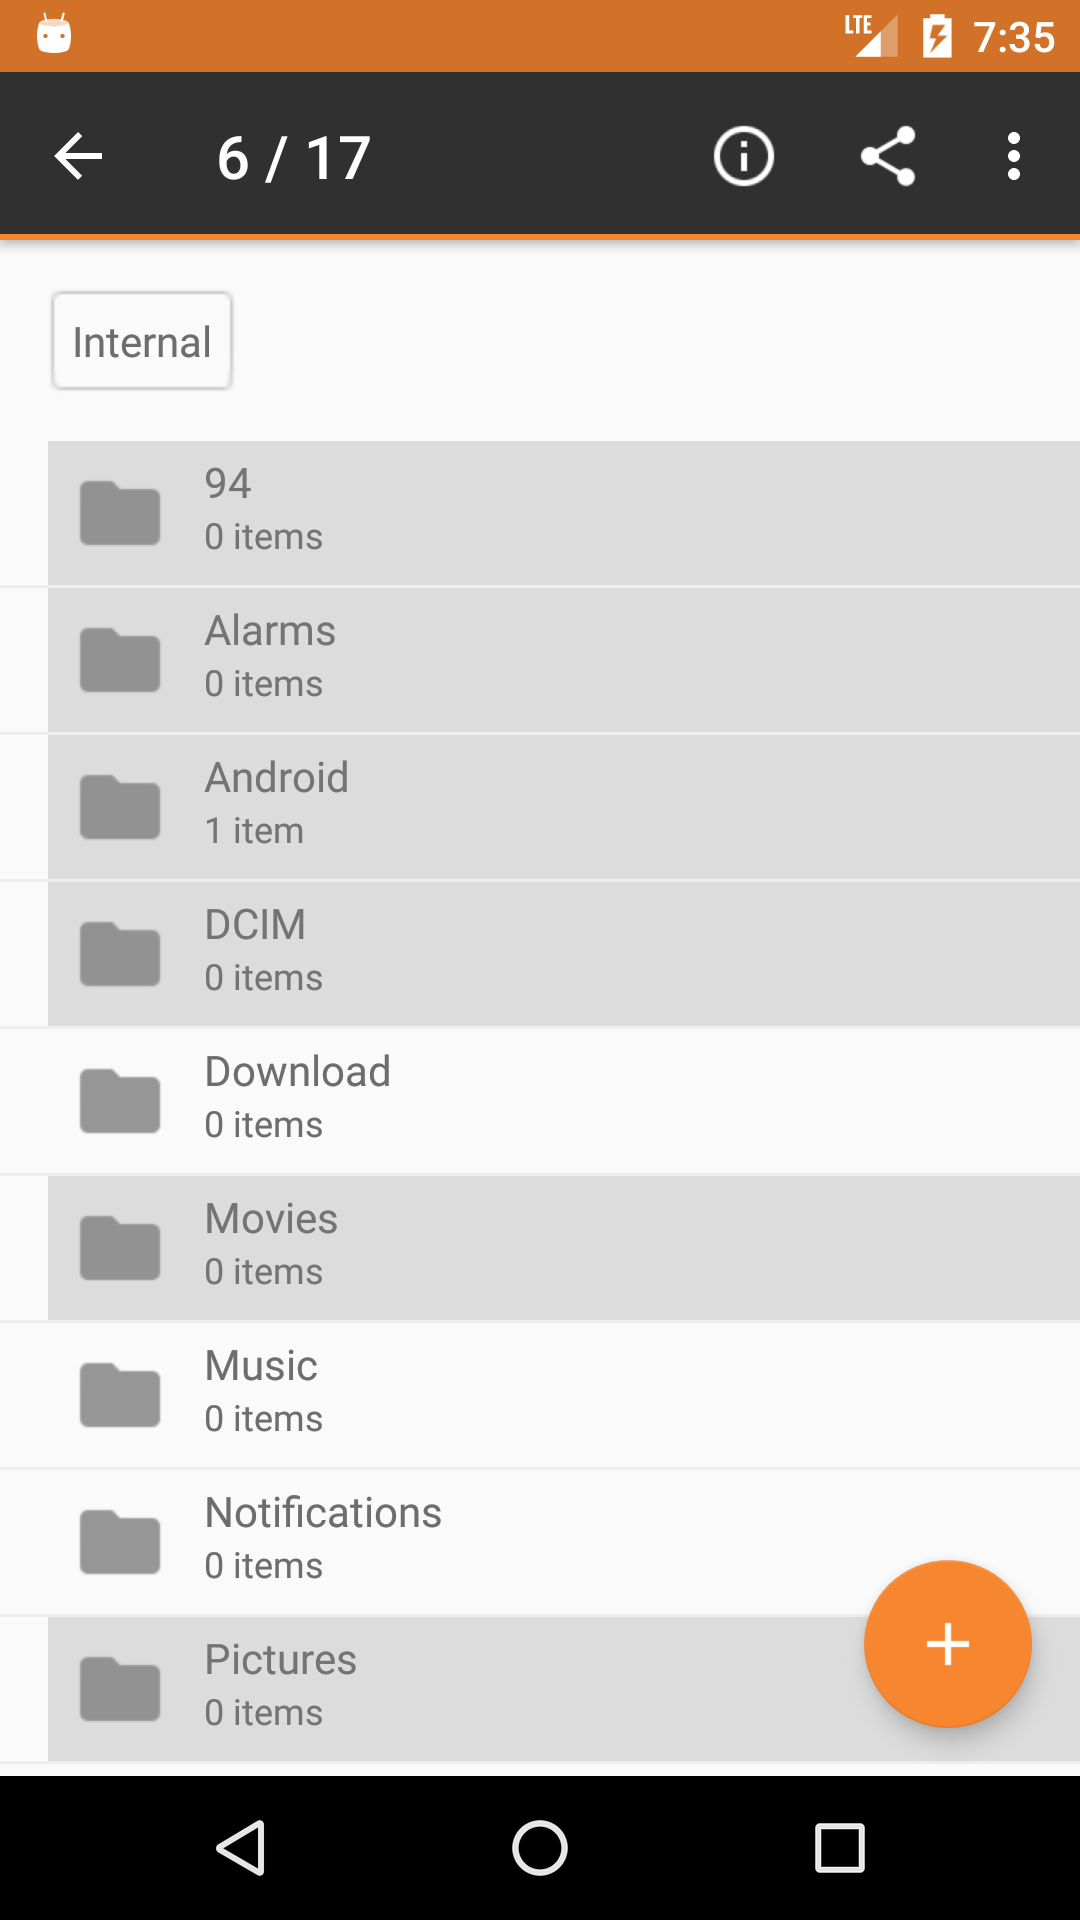 LTE 7:35
6 / 17
Internal
94
0 items
Alarms
0 items
Android
1 item
DCIM
0 items
Download
0 items
Movies
0 items
Music
0 items
Notifications
0 items
Pictures
0 items